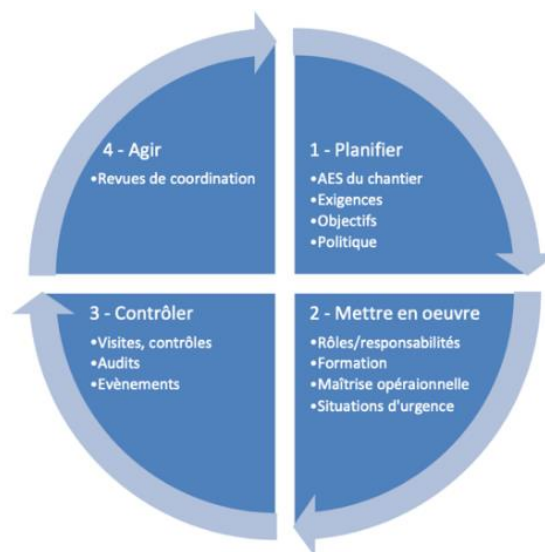 1 - Planifier
•AES du chantier
•Exigences
•Objectifs
•Politique
2 - Mettre en oeuvre
•Rôles/responsabilités
•Formation
•Maîtrise opéraionnelle
•Situations d'urgence
3 - Contrôler
•Visites, contrôles
•Audits
•Evènements
4 - Agir
•Revues de coordination